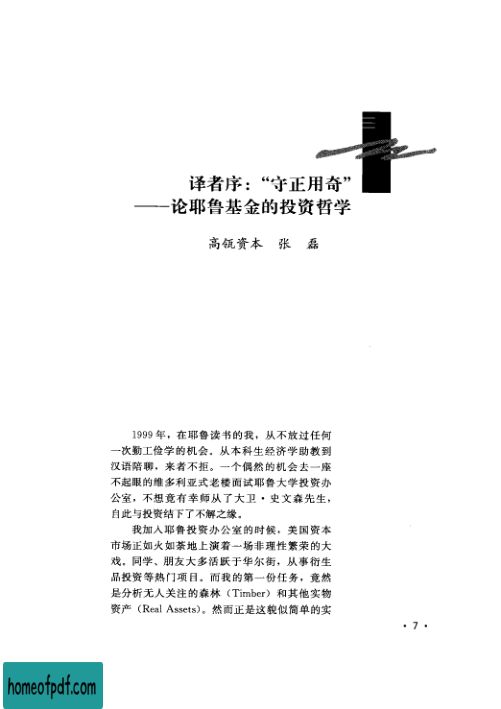 译者序：“守正用奇”
——论耶鲁基金的投资哲学
高瓴资本 张 磊
1999 年，在耶鲁读书的我，从不放过任何
一次勤工俭学的机会。从本科生经济学助教到
汉语陪聊，来者不拒。一个偶然的机会去一座
不起眼的维多利亚式老楼面试耶鲁大学投资办
公室，不想竟有幸师从了大卫·史文森先生，
自此与投资结下了不解之缘。
我加入耶鲁投资办公室的时候，美国资本
市场正如火如荼地上演着一场非理性繁荣的大
戏。同学、朋友大多活跃于华尔街，从事衍生
品投资等热门项目。而我的第一份任务，竟然
是分析无人关注的森林（Timber）和其他实物
资产（Real Assets）。然而正是这貌似简单的实
· 7 ·
homeofpdf.com